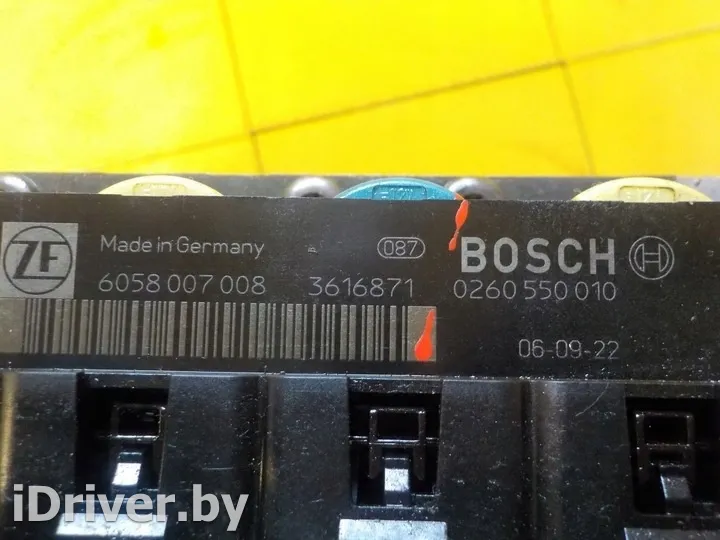 ZF
Made in Germany
087
BOSCH
6058 007 008
3616871
0260 550 010
06-09-22
iDriver.by